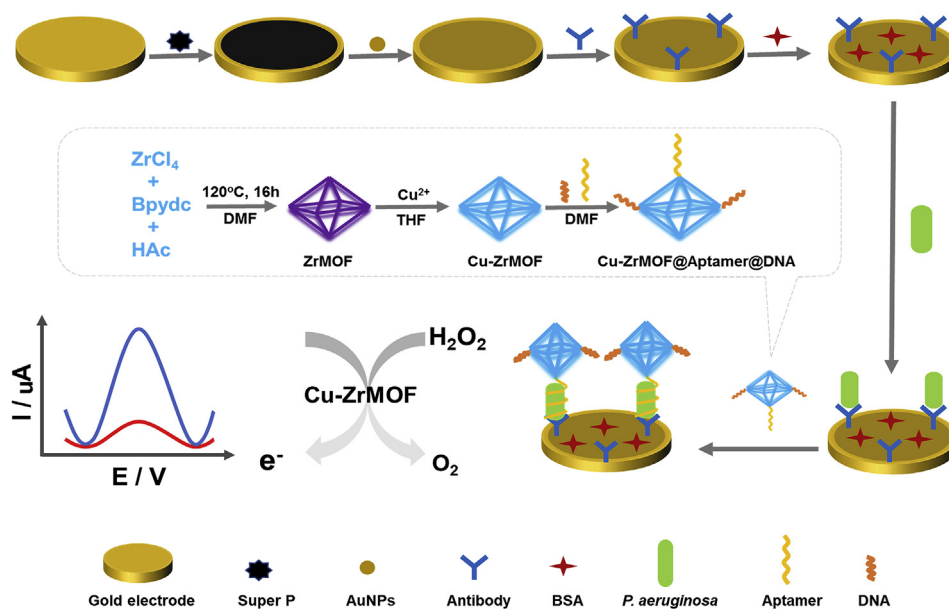 ZrCl4
+
Bpydc
+
HAc
120oC, 16h
DMF
ZrMOF
Cu2+
THF
Cu-ZrMOF
DMF
Cu-ZrMOF@Aptamer@DNA
I / uA
E / V
H2O2
Cu-ZrMOF
e-
O2
Gold electrode
Super P
AuNPs
Antibody
BSA
P. aeruginosa
Aptamer
DNA